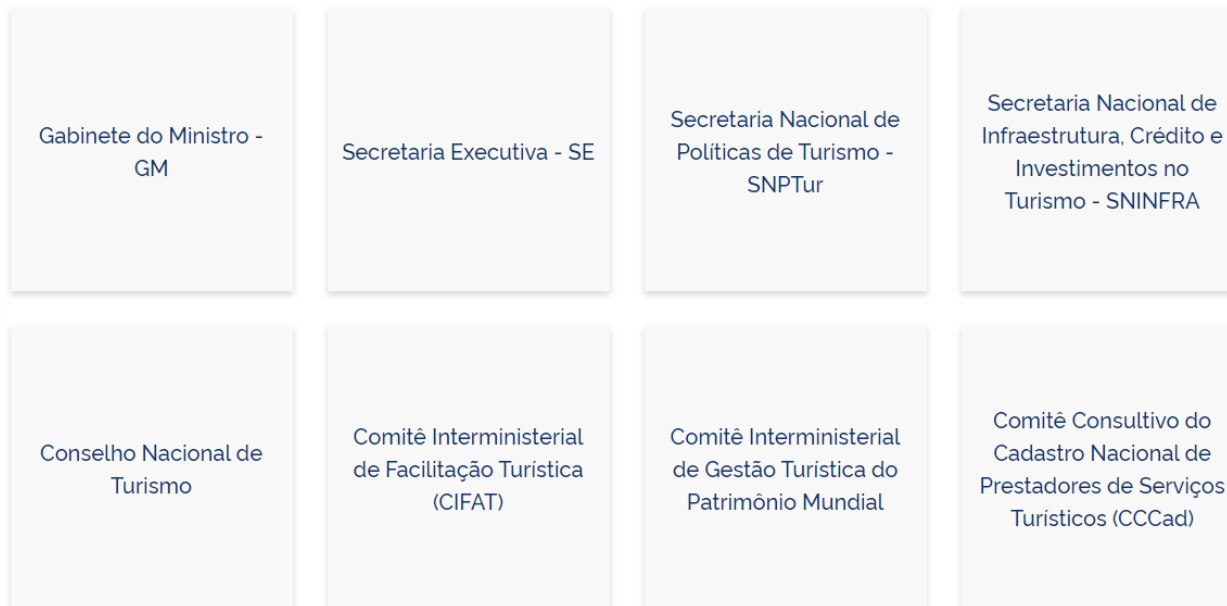 Gabinete do Ministro -
GM
Secretaria Executiva - SE
Secretaria Nacional de
Políticas de Turismo -
SNPTur
Secretaria Nacional de
Infraestrutura, Crédito e
Investimentos no
Turismo - SNINFRA
Conselho Nacional de
Turismo
Comitê Interministerial
de Facilitação Turística
(CIFAT)
Comitê Interministerial
de Gestão Turística do
Patrimônio Mundial
Comitê Consultivo do
Cadastro Nacional de
Prestadores de Serviços
Turísticos (CCCad)